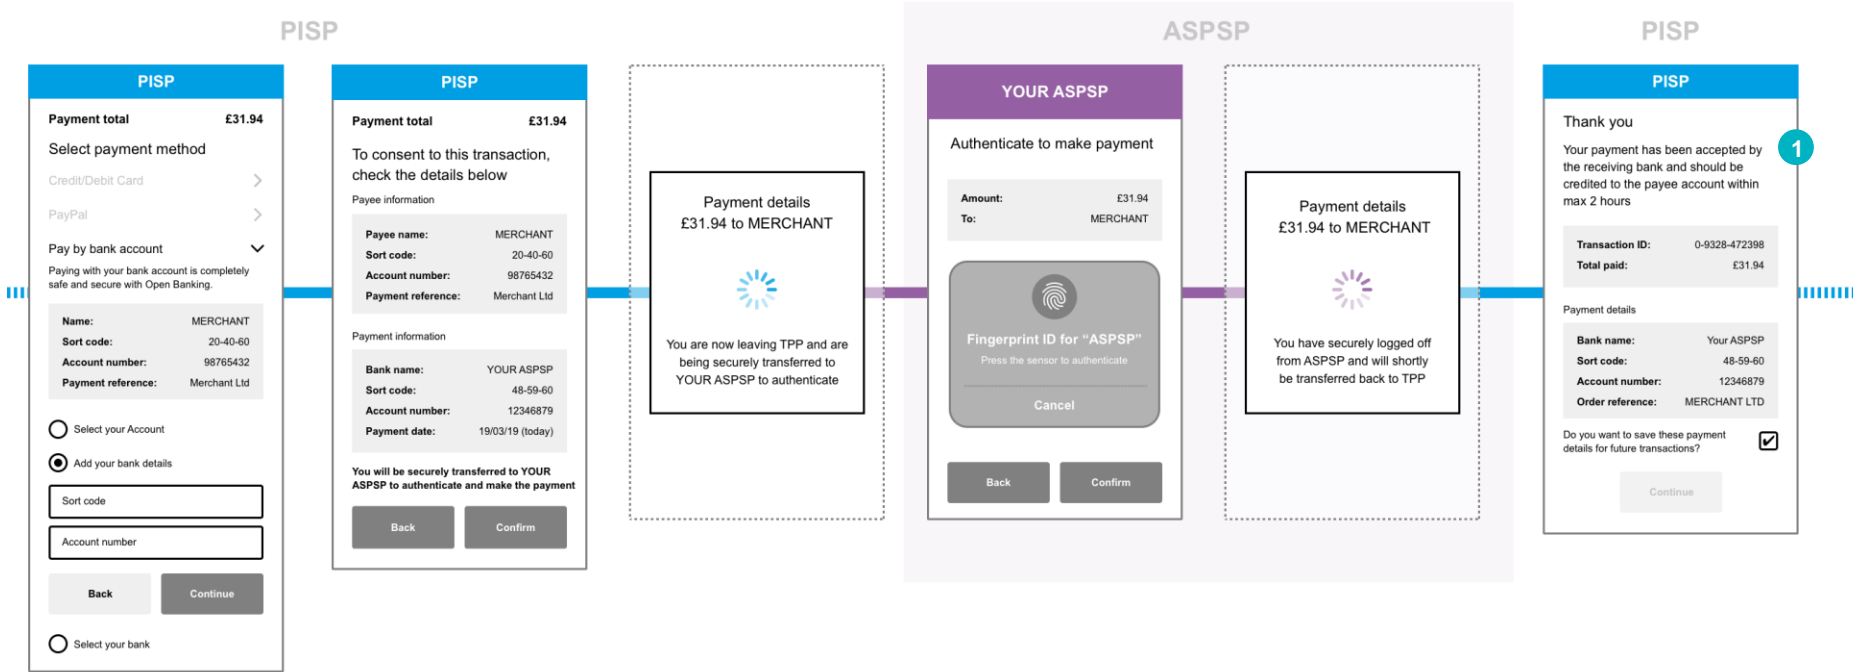 PISP
ASPSP
PISP
PISP
Payment total £31.94
Select payment method
Credit/Debit Card
PayPal
Pay by bank account
Paying with your bank account is completely
safe and secure with Open Banking.
Name: MERCHANT
Sort code: 20-40-60
Account number: 98765432
Payment reference: Merchant Ltd
Select your Account
Add your bank details
Sort code
Account number
Back Continue
Select your bank
PISP
Payment total £31.94
To consent to this transaction,
check the details below
Payee information
Payee name: MERCHANT
Sort code: 20-40-60
Account number: 98765432
Payment reference: Merchant Ltd
Payment information
Bank name: YOUR ASPSP
Sort code: 48-59-60
Account number: 12346879
Payment date: 19/03/19 (today)
You will be securely transferred to YOUR
ASPSP to authenticate and make the payment
Back Confirm
Payment details
£31.94 to MERCHANT
You are now leaving TPP and are
being securely transferred to
YOUR ASPSP to authenticate
YOUR ASPSP
Authenticate to make payment
Amount: £31.94
To: MERCHANT
Fingerprint ID for “ASPSP”
Press the sensor to authenticate
Cancel
Back Confirm
Payment details
£31.94 to MERCHANT
You have securely logged off
from ASPSP and will shortly
be transferred back to TPP
PISP
Thank you
1
Your payment has been accepted by
the receiving bank and should be
credited to the payee account within
max 2 hours
Transaction ID: 0-9328-472398
Total paid: £31.94
Payment details
Bank name: Your ASPSP
Sort code: 48-59-60
Account number: 12346879
Order reference: MERCHANT LTD
Do you want to save these payment
details for future transactions?
Continue